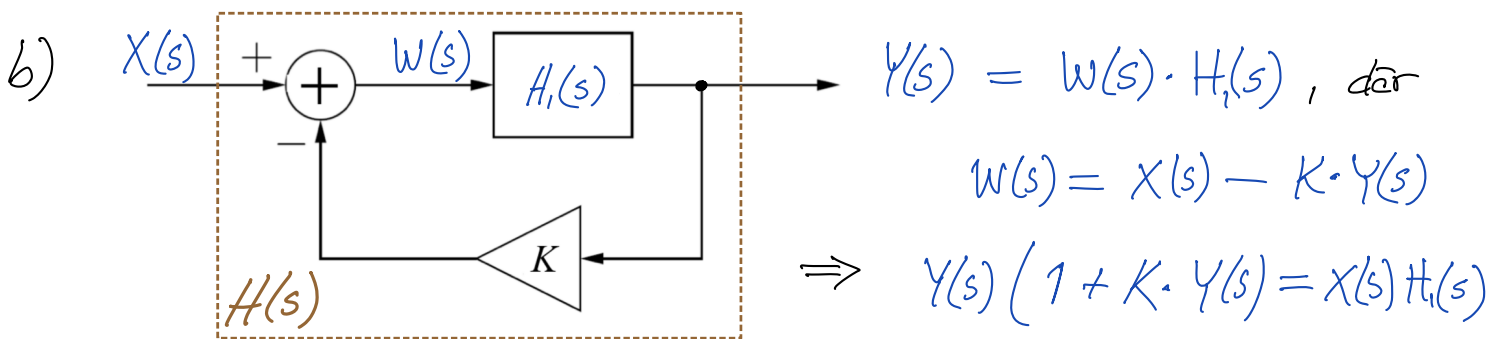 b) X(s) + + W(s) H₁(s) Y(s) = W(s) · H₁(s) , där
−
W(s) = X(s) − K · Y(s)
K
H(s) ⇒ Y(s) ( 1 + K · Y(s) = X(s) H₁(s)